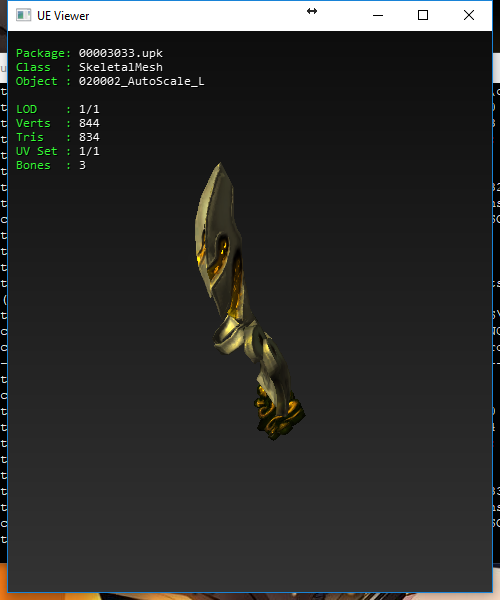 UE Viewer
Package: 00003033.upk
Class : SkeletalMesh
Object : 020002_AutoScale_L
LOD : 1/1
Verts : 844
Tris : 834
UV Set : 1/1
Bones : 3